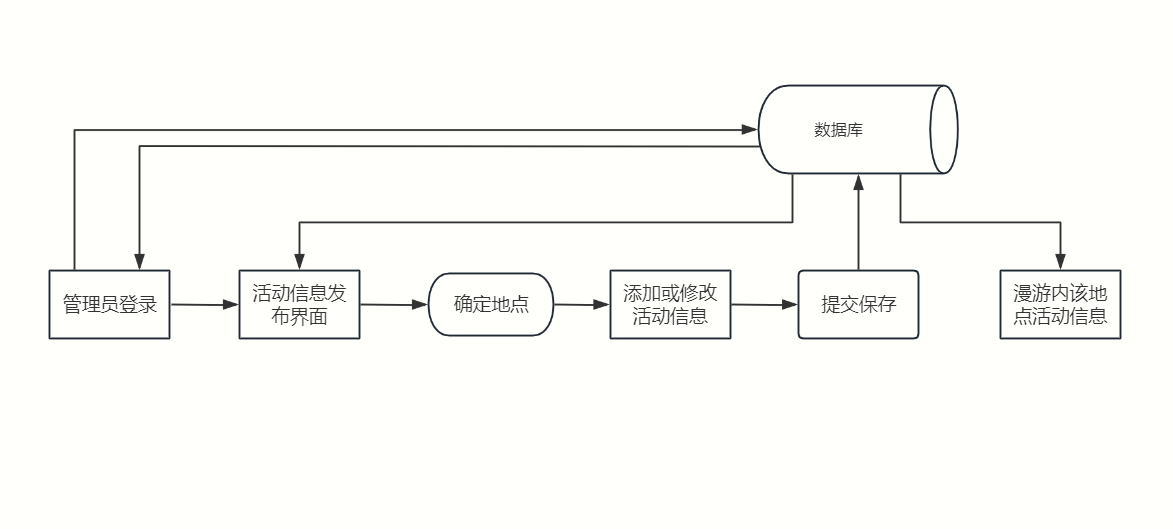 数据库
管理员登录
活动信息发
布界面
确定地点
添加或修改
活动信息
提交保存
漫游内该地
点活动信息